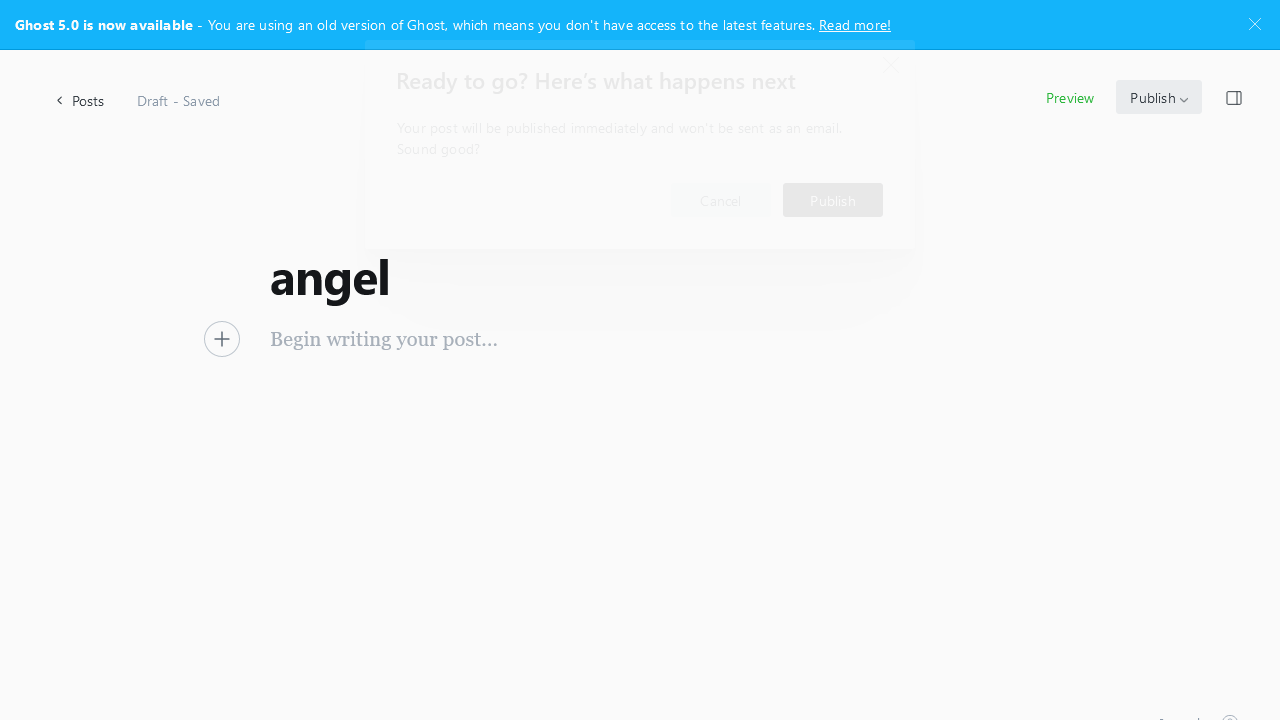 Ghost 5.0 is now available - You are using an old version of Ghost, which means you don't have access to the latest features. Read more!
Ready to go? Here's what happens next
Posts
Draft - Saved
Preview
Publish
Your post will be published immediately and won't be sent as an email.
Sound good?
Cancel
Publish
angel
Begin writing your post...